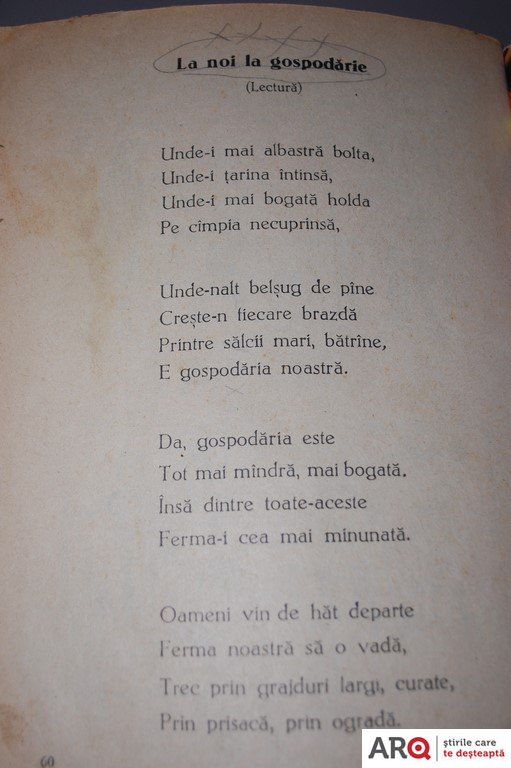 La noi la gospodărie
(Lectură)
Unde-i mai albastră bolta,
Unde-i țarina întinsă,
Unde-i mai bogată holda
Pe cîmpia necuprinsă,
Unde-nalt belșug de pîne
Crește-n fiecare brazdă
Printre sălcii mari, bătrîne,
E gospodăria noastră.
Da, gospodăria este
Tot mai mîndră, mai bogată.
Însă dintre toate-aceste
Ferma-i cea mai minunată.
Oameni vin de hăt departe
Ferma noastră să o vadă,
Trec prin grajduri largi, curate,
Prin prisacă, prin ogradă.
60
ARQ știrile care
te deșteaptă